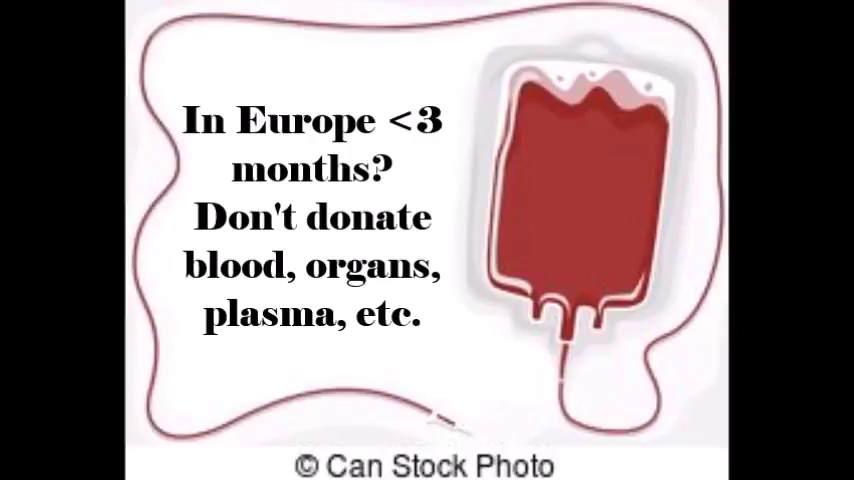 In Europe <3
months?
Don't donate
blood, organs,
plasma, etc.
© Can Stock Photo